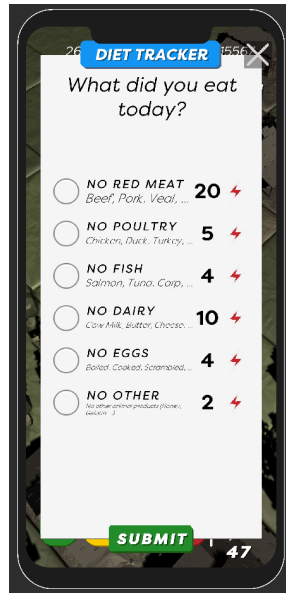 26
DIET TRACKER
1556
What did you eat
today?
NO RED MEAT
Beef, Pork, Veal, ...
20
NO POULTRY
Chicken, Duck, Turkey, ...
5
NO FISH
Salmon, Tuna, Carp, ...
4
NO DAIRY
Cow Milk, Butter, Cheese, ...
10
NO EGGS
Boiled, Cooked, Scrambled, ...
4
NO OTHER
No other animal products (Honey,
Gelatin ...)
2
SUBMIT
47